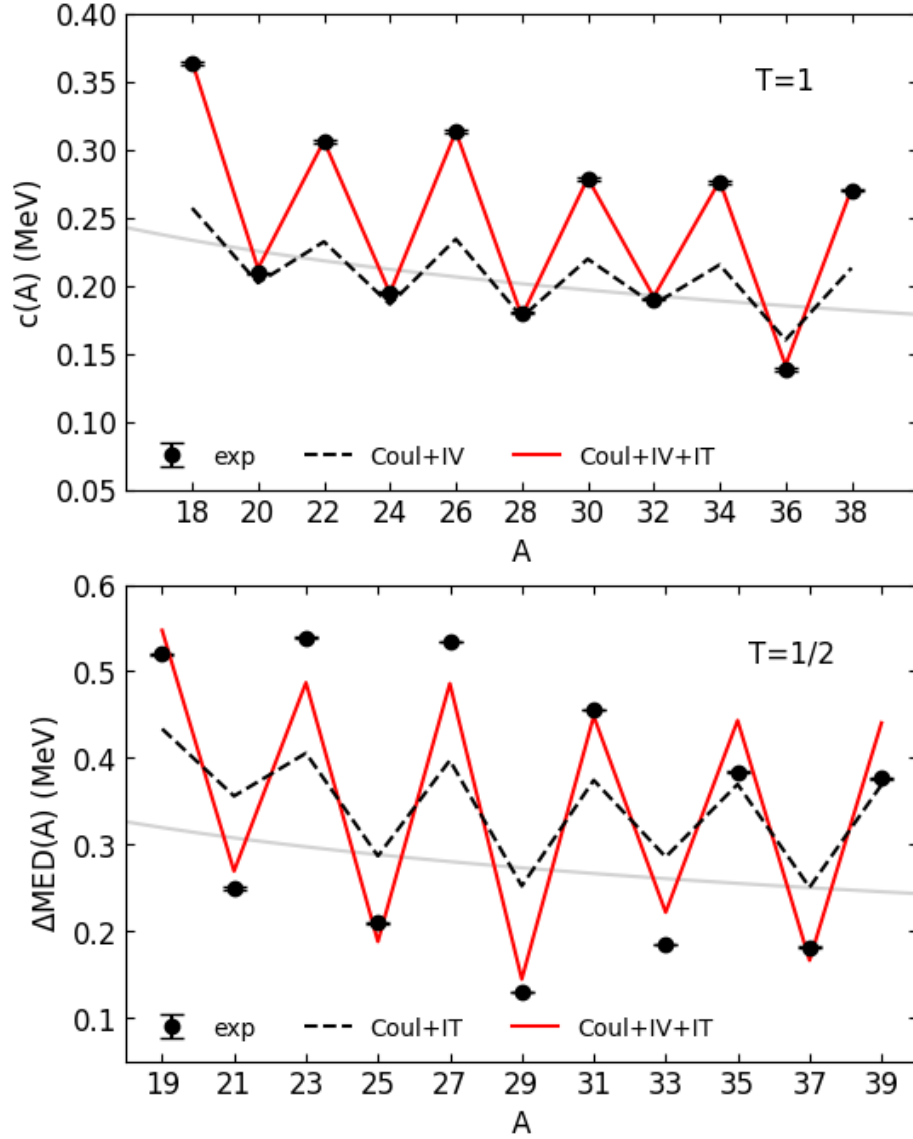 0.40
0.35
0.30
0.25
0.20
0.15
0.10
0.05
c(A) (MeV)
T=1
exp Coul+IV Coul+IV+IT
18 20 22 24 26 28 30 32 34 36 38
A
0.6
0.5
0.4
0.3
0.2
0.1
ΔMED(A) (MeV)
T=1/2
exp Coul+IT Coul+IV+IT
19 21 23 25 27 29 31 33 35 37 39
A